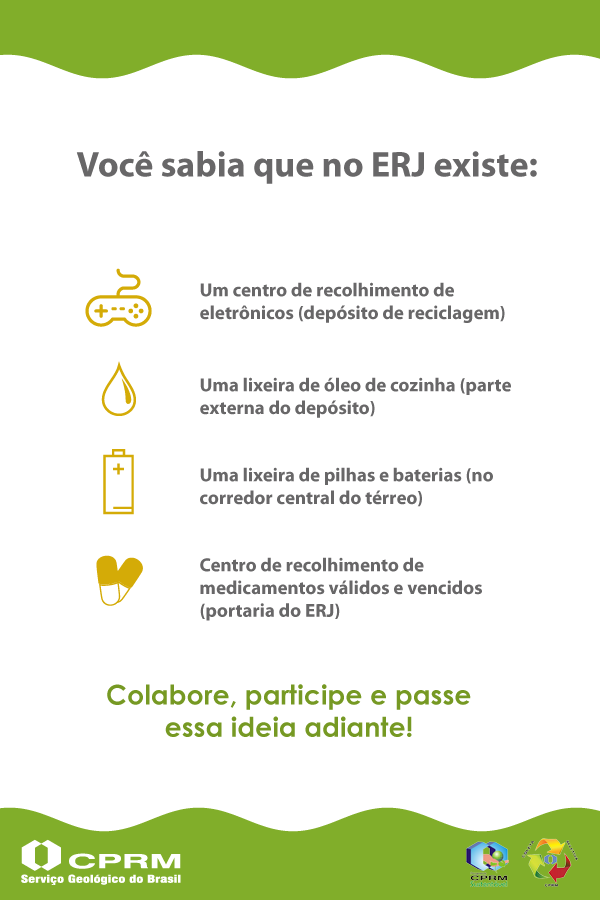 Você sabia que no ERJ existe:
Um centro de recolhimento de
eletrônicos (depósito de reciclagem)
Uma lixeira de óleo de cozinha (parte
externa do depósito)
Uma lixeira de pilhas e baterias (no
corredor central do térreo)
Centro de recolhimento de
medicamentos válidos e vencidos
(portaria do ERJ)
Colabore, participe e passe
essa ideia adiante!
CPRM
Serviço Geológico do Brasil
CPRM
CPRM